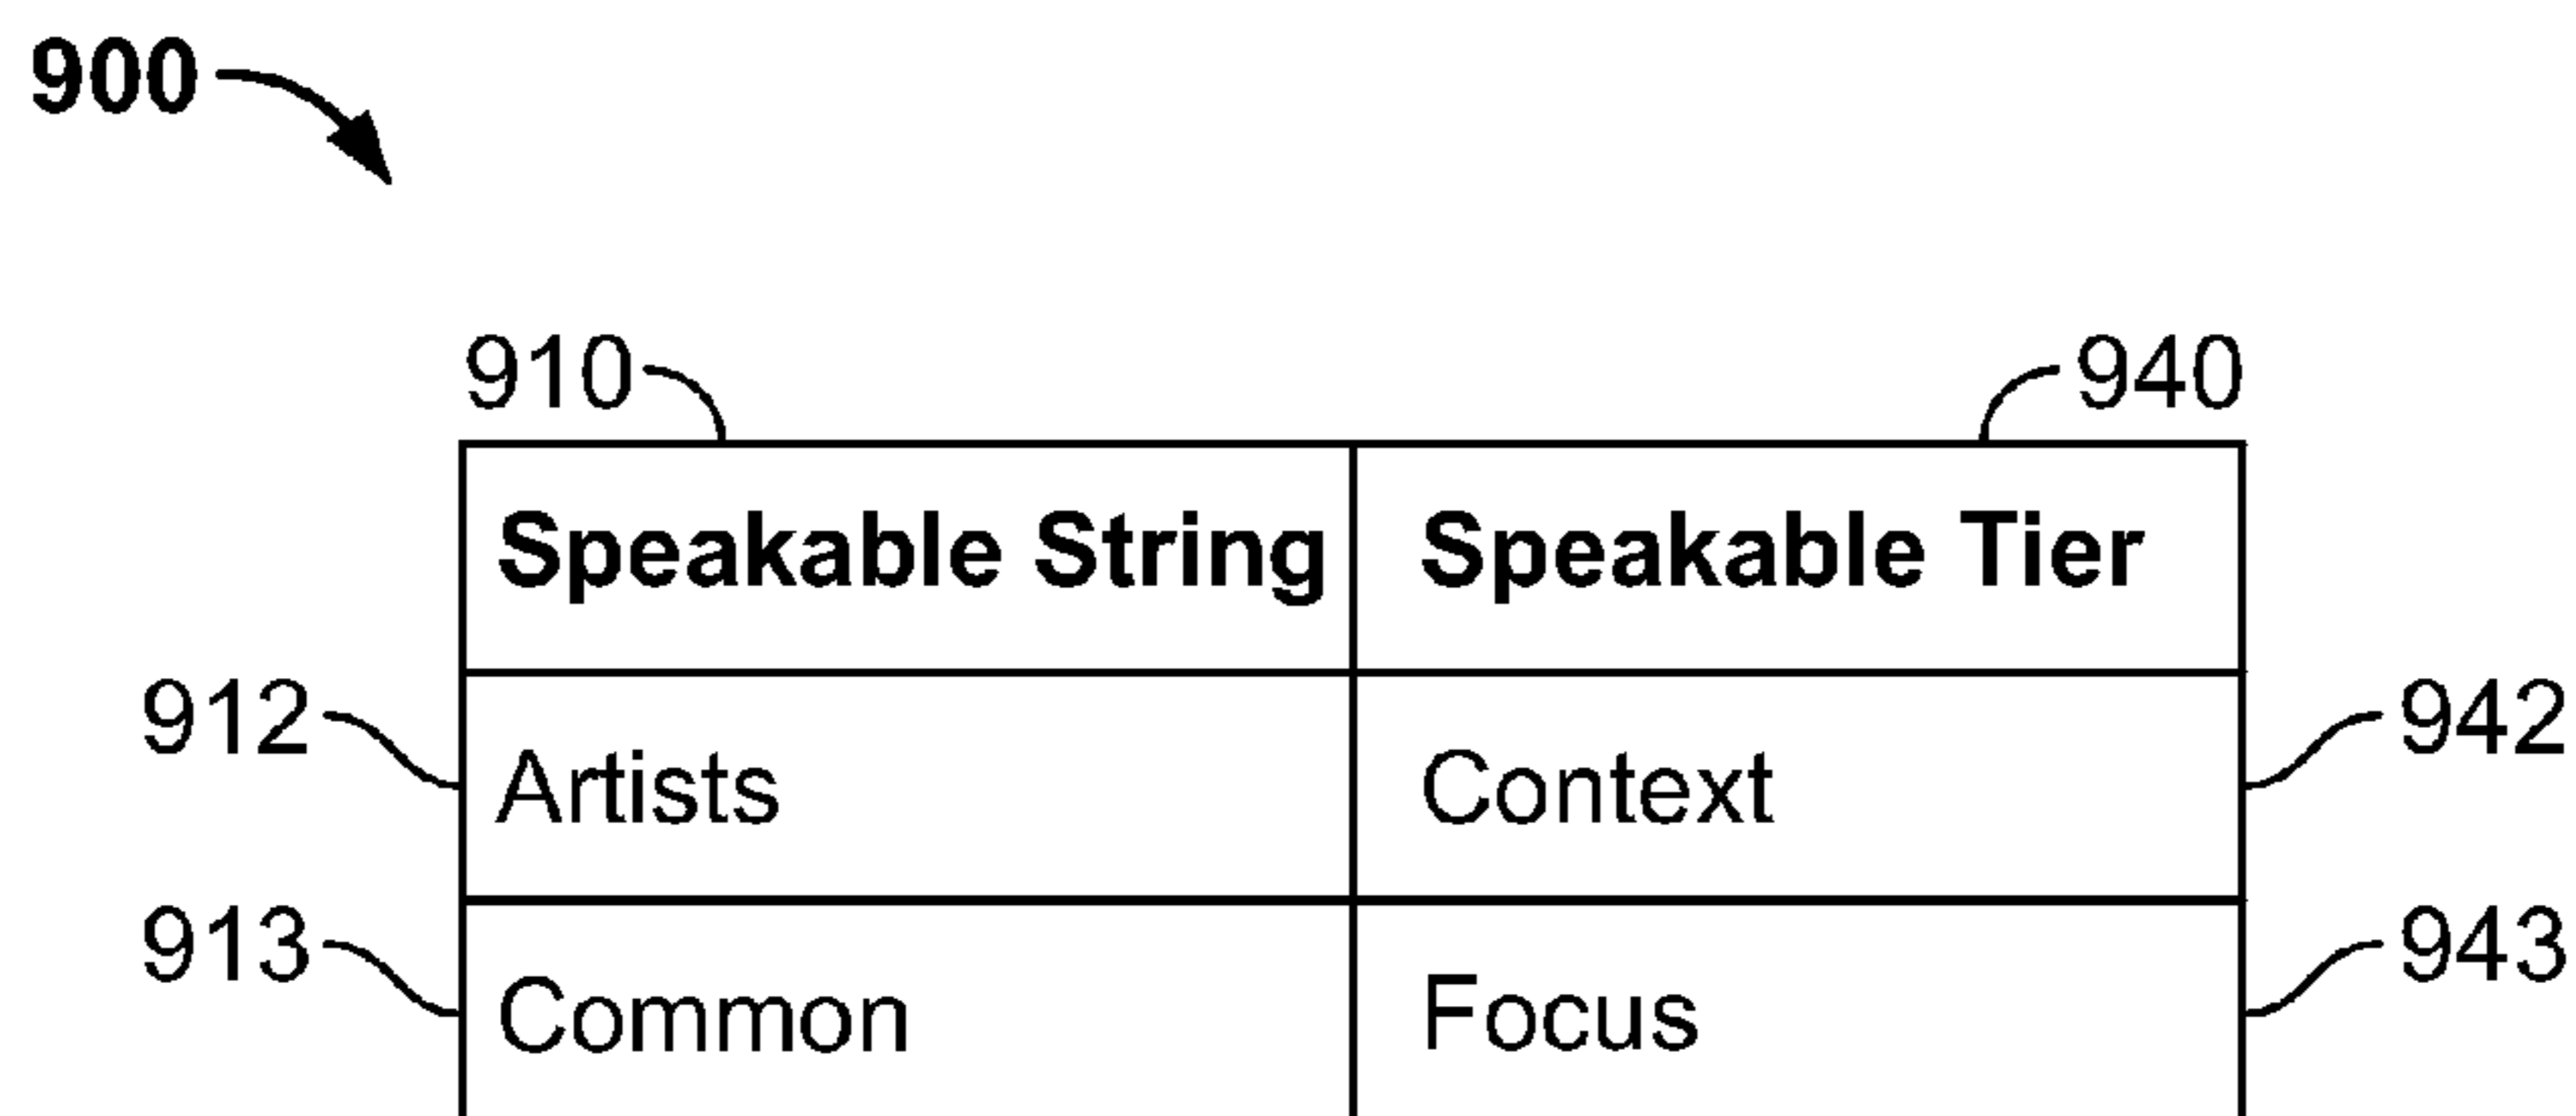 900
910 940
Speakable String Speakable Tier
912 Artists Context 942
913 Common Focus 943